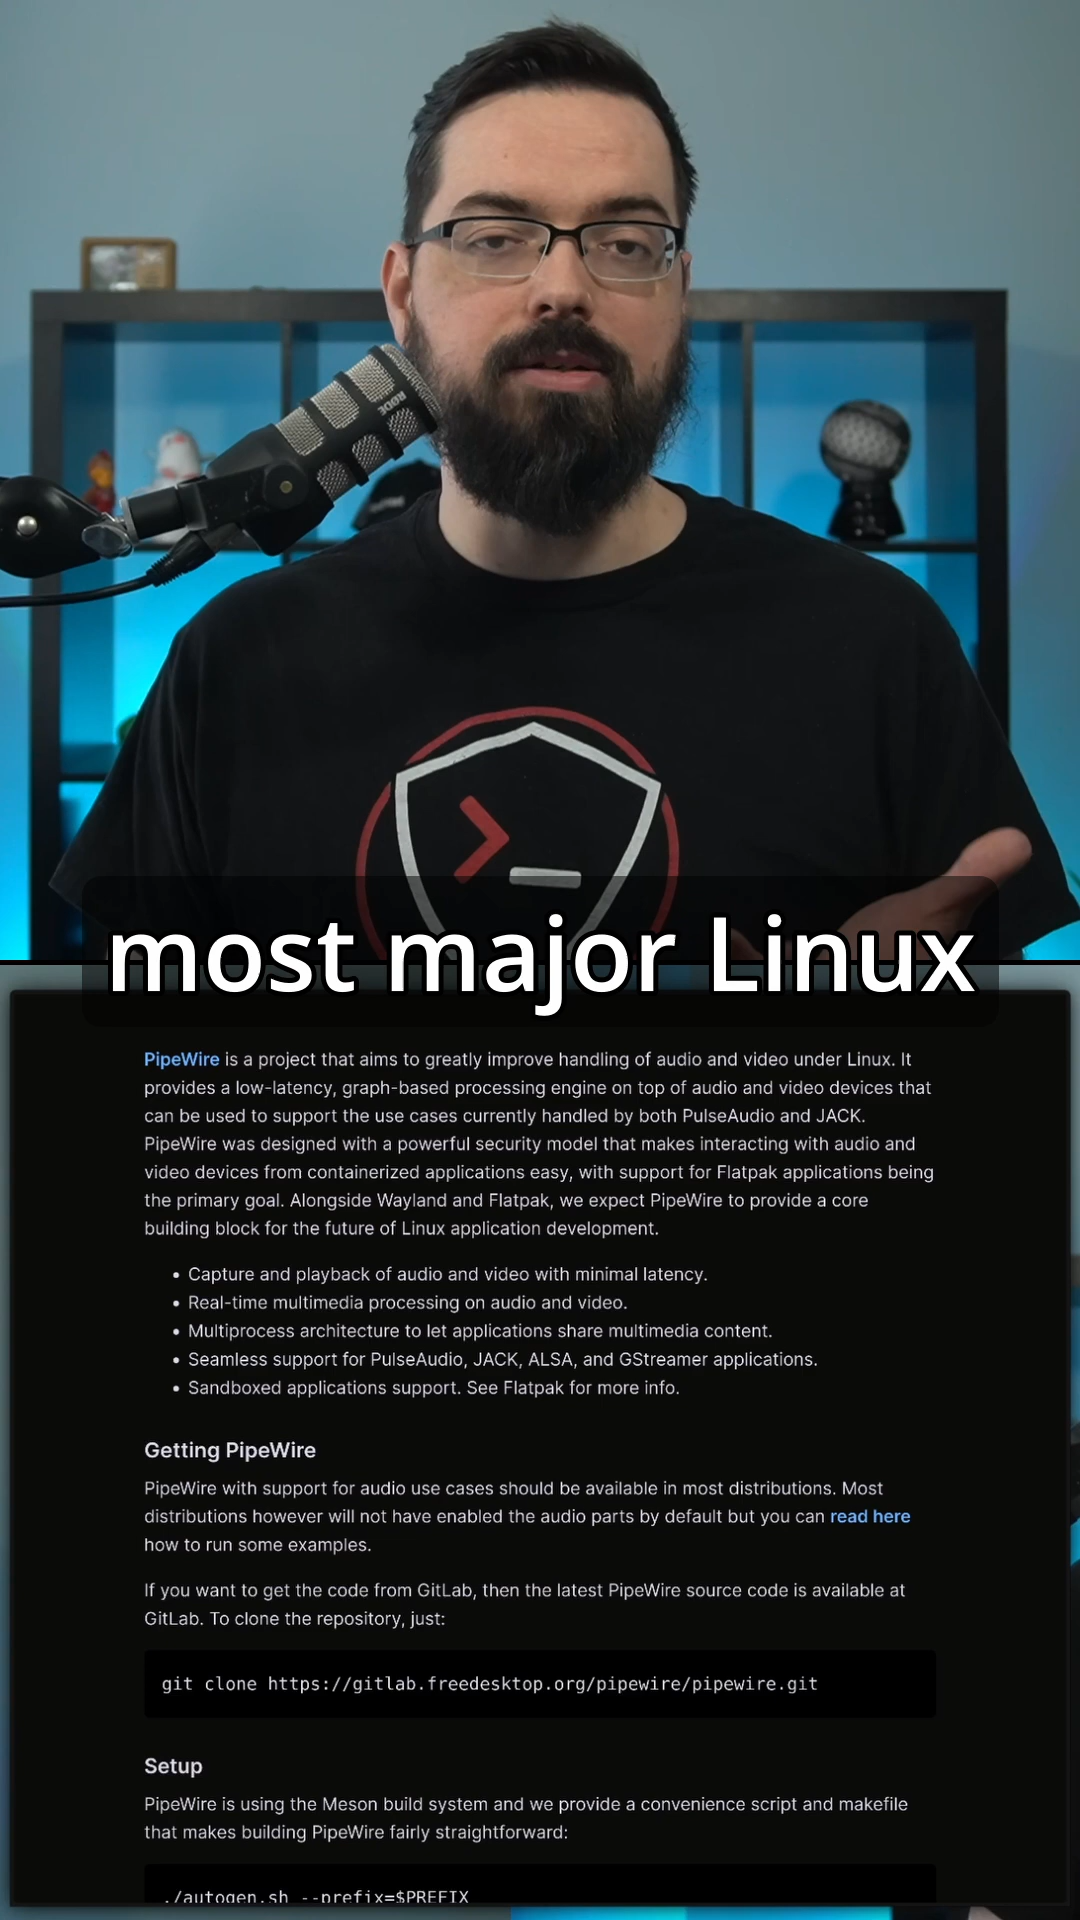 RØDE
>_
most major Linux
PipeWire is a project that aims to greatly improve handling of audio and video under Linux. It
provides a low-latency, graph-based processing engine on top of audio and video devices that
can be used to support the use cases currently handled by both PulseAudio and JACK.
PipeWire was designed with a powerful security model that makes interacting with audio and
video devices from containerized applications easy, with support for Flatpak applications being
the primary goal. Alongside Wayland and Flatpak, we expect PipeWire to provide a core
building block for the future of Linux application development.
• Capture and playback of audio and video with minimal latency.
• Real-time multimedia processing on audio and video.
• Multiprocess architecture to let applications share multimedia content.
• Seamless support for PulseAudio, JACK, ALSA, and GStreamer applications.
• Sandboxed applications support. See Flatpak for more info.
Getting PipeWire
PipeWire with support for audio use cases should be available in most distributions. Most
distributions however will not have enabled the audio parts by default but you can read here
how to run some examples.
If you want to get the code from GitLab, then the latest PipeWire source code is available at
GitLab. To clone the repository, just:
git clone https://gitlab.freedesktop.org/pipewire/pipewire.git
Setup
PipeWire is using the Meson build system and we provide a convenience script and makefile
that makes building PipeWire fairly straightforward:
./autogen.sh --prefix=$PREFIX